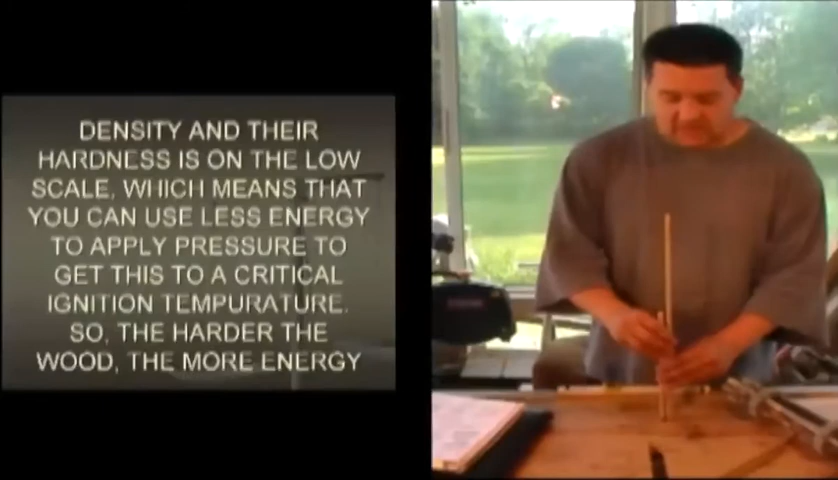 DENSITY AND THEIR
HARDNESS IS ON THE LOW
SCALE, WHICH MEANS THAT
YOU CAN USE LESS ENERGY
TO APPLY PRESSURE TO
GET THIS TO A CRITICAL
IGNITION TEMPURATURE.
SO, THE HARDER THE
WOOD, THE MORE ENERGY